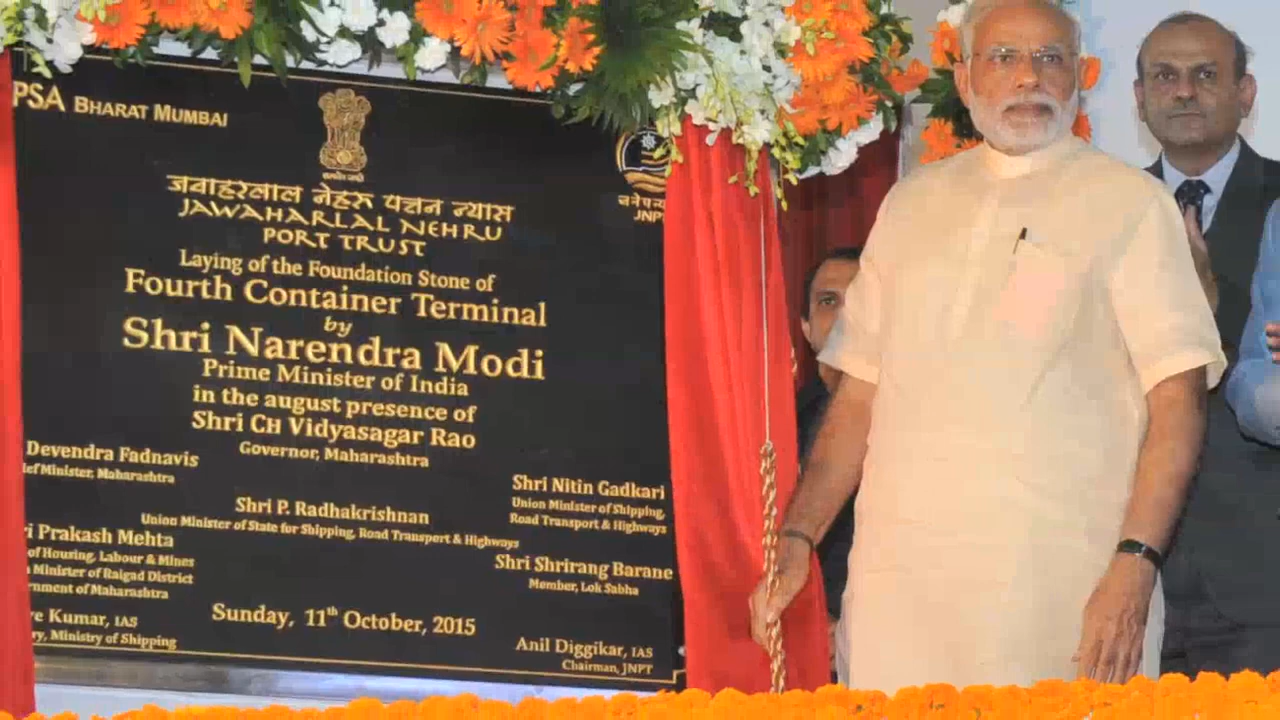 PSA BHARAT MUMBAI
जवाहरलाल नेहरू पत्तन न्यास
JAWAHARLAL NEHRU
PORT TRUST
JNPT
Laying of the Foundation Stone of
Fourth Container Terminal
by
Shri Narendra Modi
Prime Minister of India
in the august presence of
Shri CH Vidyasagar Rao
Governor, Maharashtra
Devendra Fadnavis
Minister, Maharashtra
Shri Nitin Gadkari
Union Minister of Shipping,
Road Transport & Highways
Shri P. Radhakrishnan
Union Minister of State for Shipping, Road Transport & Highways
Prakash Mehta
of Housing, Labour & Mines
Minister of Raigad District
of Maharashtra
Shri Shrirang Barane
Member, Lok Sabha
Kumar, IAS
Ministry of Shipping
Sunday, 11th October, 2015
Anil Diggikar, IAS
Chairman, JNPT